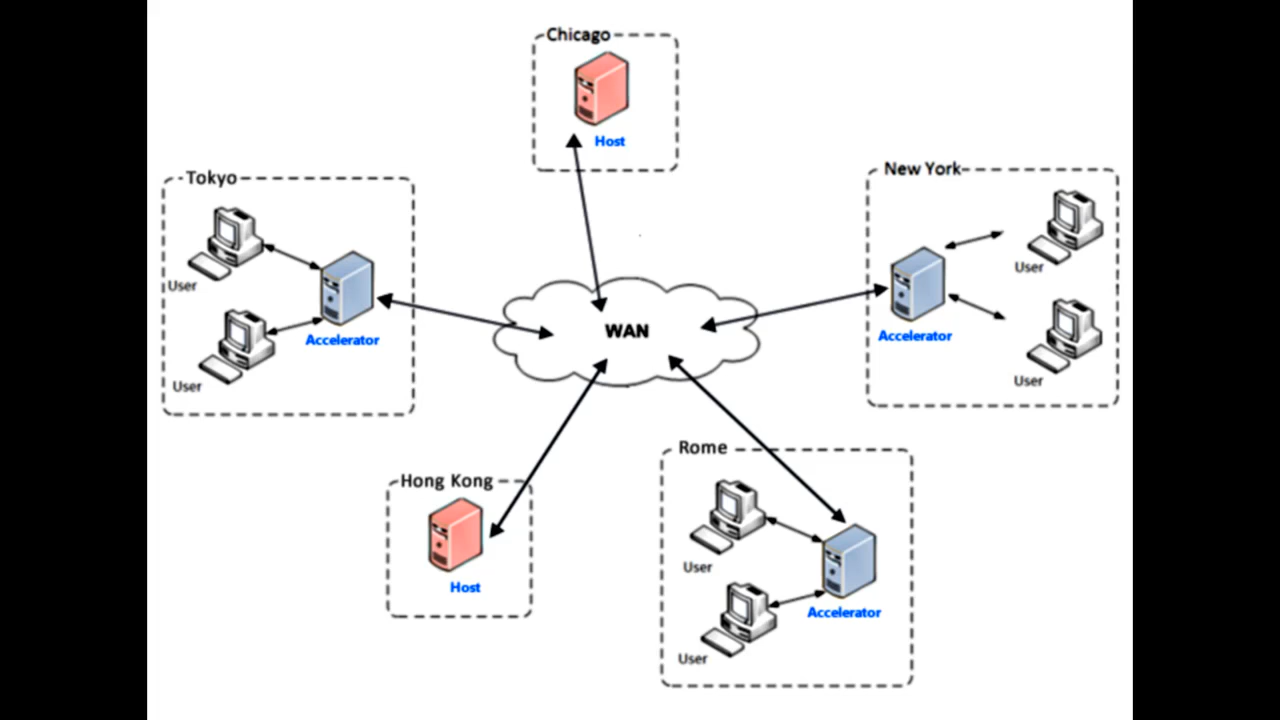 Chicago
Host
Tokyo
User
User
Accelerator
WAN
New York
User
User
Accelerator
Hong Kong
Host
Rome
User
User
Accelerator